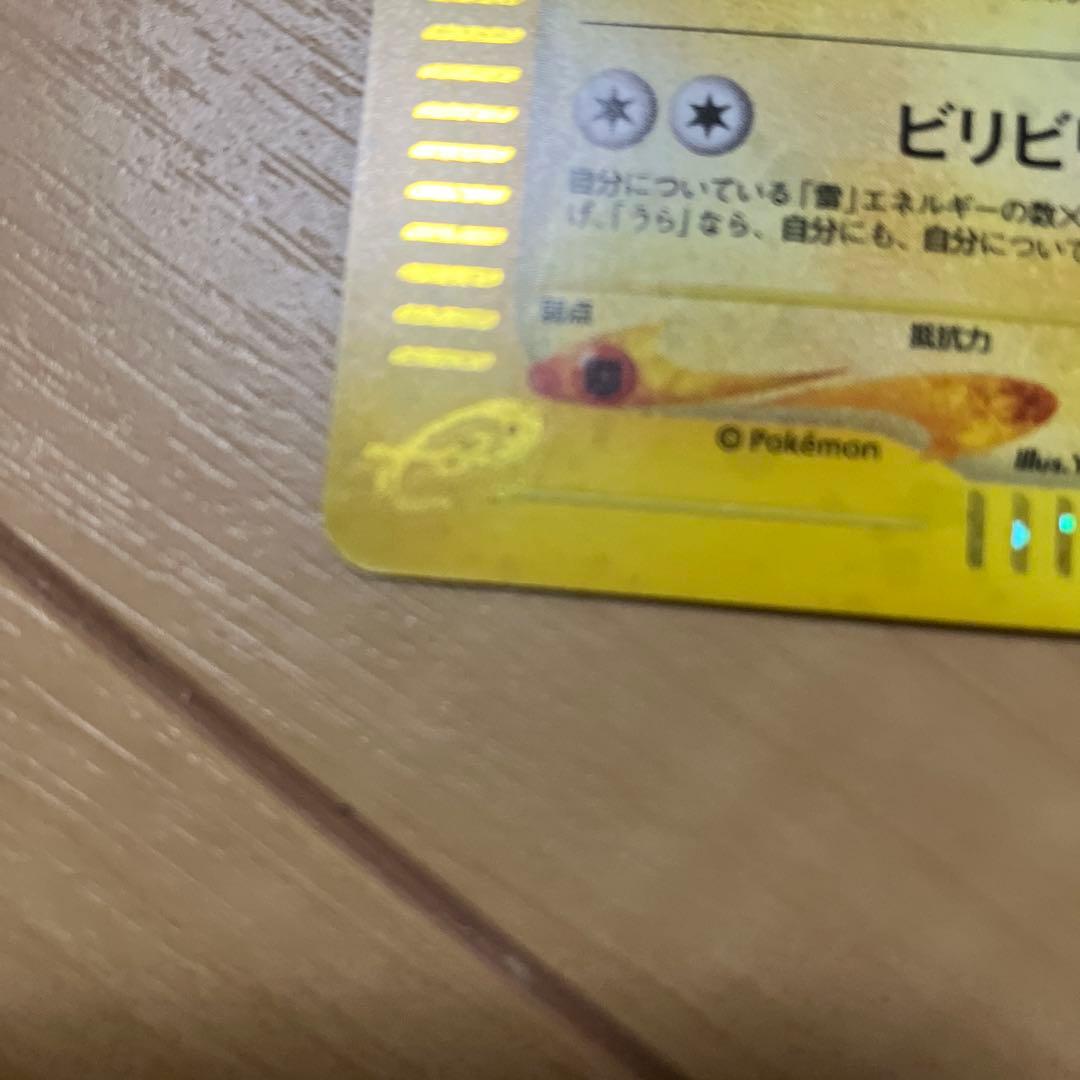 ビリビリ
自分についている「雷」エネルギーの数×
げ、「うら」なら、自分にも、自分について
弱点
抵抗力
© Pokémon
illus. Y